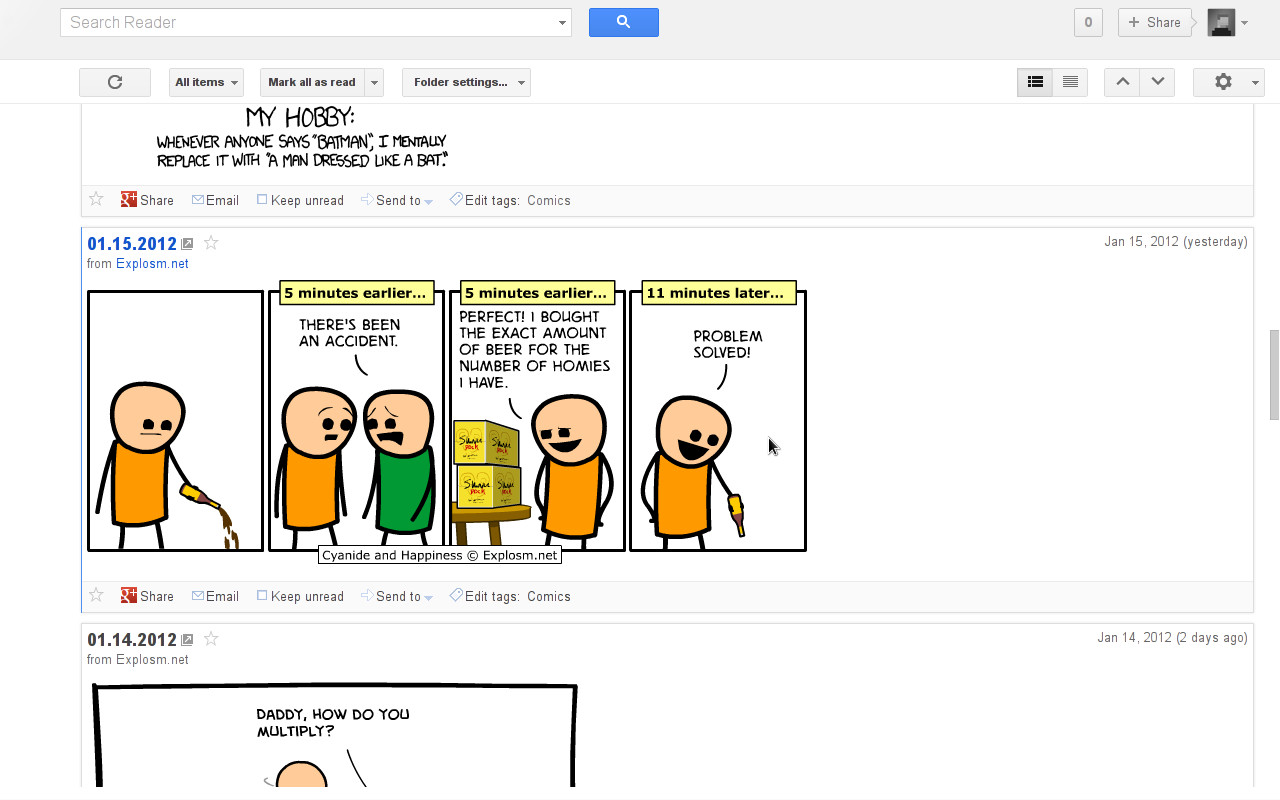 Search Reader
0
+ Share
All items
Mark all as read
Folder settings...
MY HOBBY:
WHENEVER ANYONE SAYS "BATMAN", I MENTALLY
REPLACE IT WITH "A MAN DRESSED LIKE A BAT."
g+ Share Email Keep unread Send to Edit tags: Comics
01.15.2012
Jan 15, 2012 (yesterday)
from Explosm.net
5 minutes earlier...
THERE'S BEEN
AN ACCIDENT.
5 minutes earlier...
PERFECT! I BOUGHT
THE EXACT AMOUNT
OF BEER FOR THE
NUMBER OF HOMIES
I HAVE.
11 minutes later...
PROBLEM
SOLVED!
Cyanide and Happiness © Explosm.net
g+ Share Email Keep unread Send to Edit tags: Comics
01.14.2012
Jan 14, 2012 (2 days ago)
from Explosm.net
DADDY, HOW DO YOU
MULTIPLY?